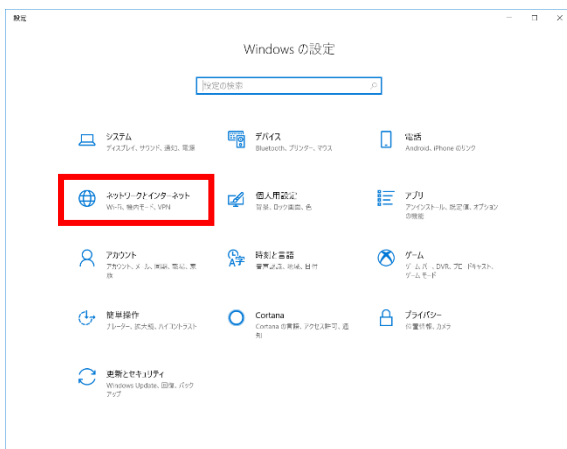 設定
Windows の設定
設定の検索
システム
ディスプレイ、サウンド、通知、電源
デバイス
Bluetooth、プリンター、マウス
電話
Android、iPhone のリンク
ネットワークとインターネット
Wi-Fi、機内モード、VPN
個人用設定
背景、ロック画面、色
アプリ
アンインストール、既定値、オプション
の機能
アカウント
アカウント、メール、同期、職場、家
族
時刻と言語
音声認識、地域、日付
ゲーム
ゲーム バー、DVR、ブロードキャスト、
ゲーム モード
簡単操作
ナレーター、拡大鏡、ハイコントラスト
Cortana
Cortana の言語、アクセス許可、通
知
プライバシー
位置情報、カメラ
更新とセキュリティ
Windows Update、回復、バック
アップ